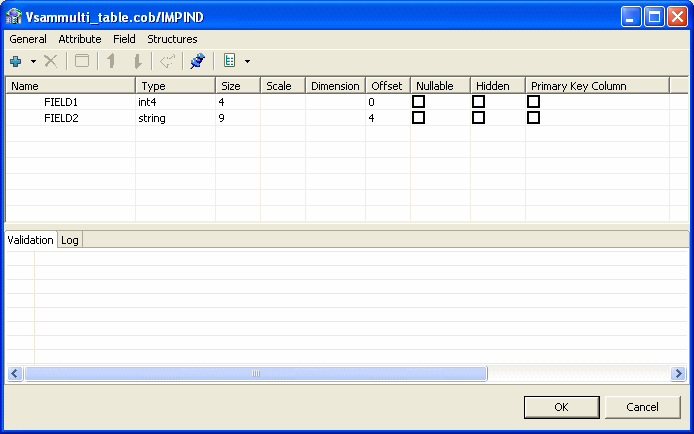 Vsammulti_table.cob/IMPIND
General Attribute Field Structures
Name Type Size Scale Dimension Offset Nullable Hidden Primary Key Column
FIELD1 int4 4 0
FIELD2 string 9 4
Validation Log
OK Cancel